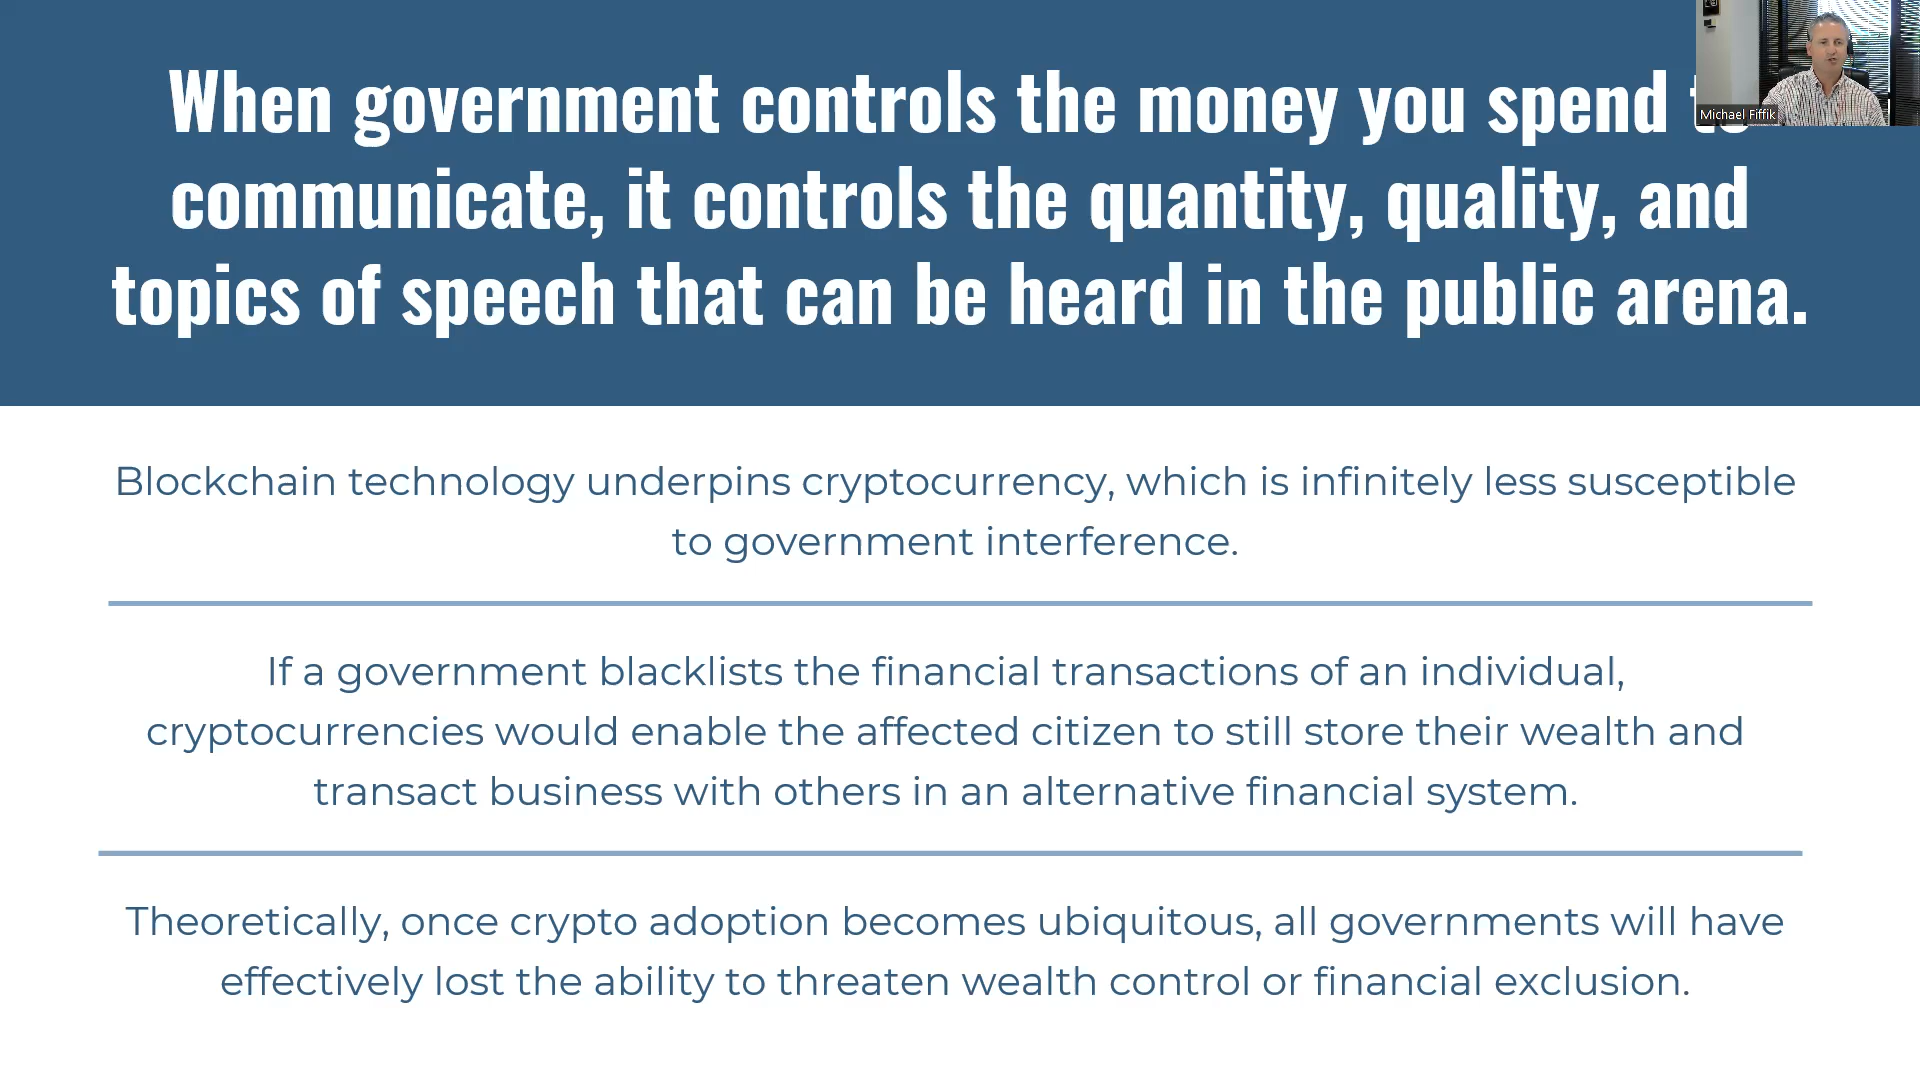 When government controls the money you spend to
communicate, it controls the quantity, quality, and
topics of speech that can be heard in the public arena.
Michael Fiffik
Blockchain technology underpins cryptocurrency, which is infinitely less susceptible
to government interference.
If a government blacklists the financial transactions of an individual,
cryptocurrencies would enable the affected citizen to still store their wealth and
transact business with others in an alternative financial system.
Theoretically, once crypto adoption becomes ubiquitous, all governments will have
effectively lost the ability to threaten wealth control or financial exclusion.